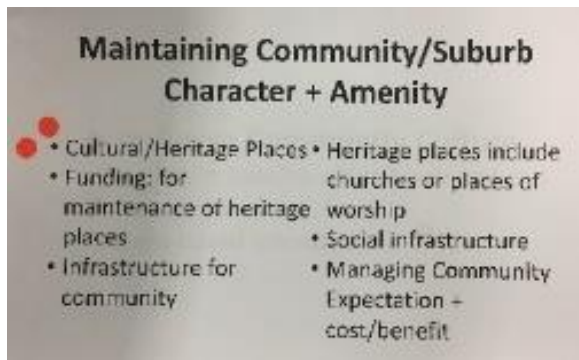 Maintaining Community/Suburb
Character + Amenity
• Cultural/Heritage Places
• Funding: for
maintenance of heritage
places
• Infrastructure for
community
• Heritage places include
churches or places of
worship
• Social infrastructure
• Managing Community
Expectation +
cost/benefit